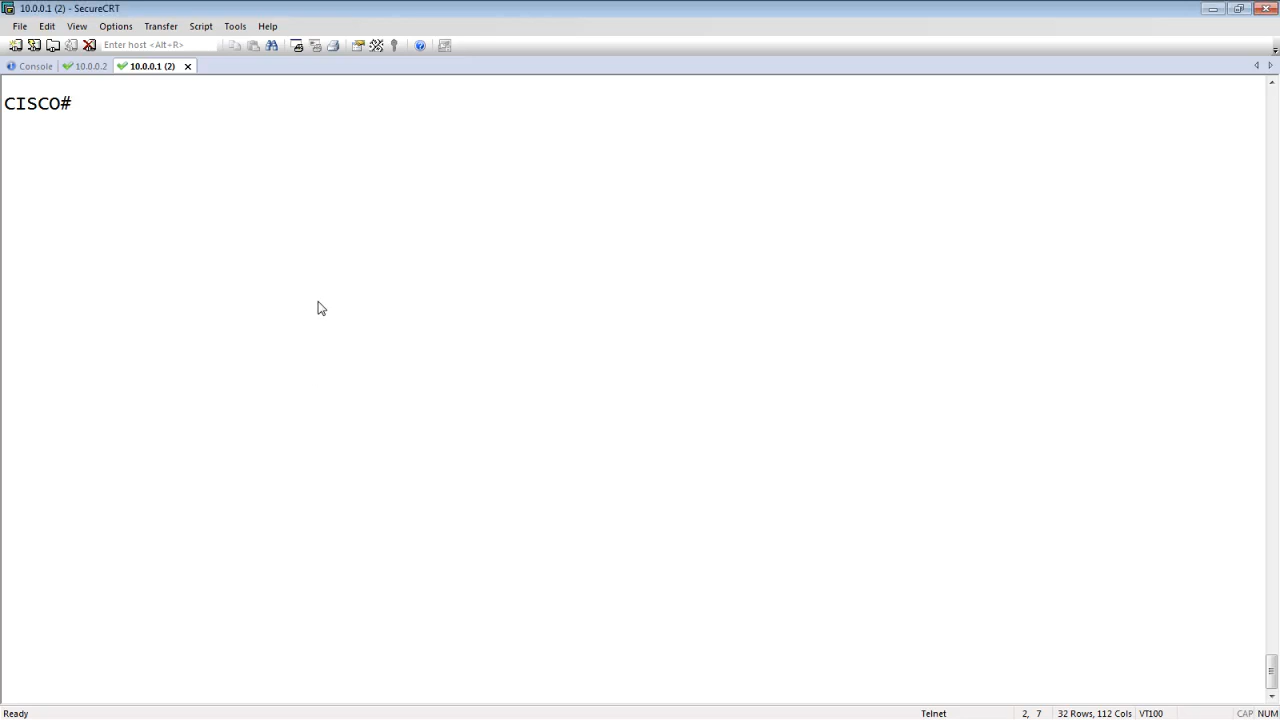 10.0.0.1 (2) - SecureCRT
File Edit View Options Transfer Script Tools Help
Enter host <Alt+R>
Console 10.0.0.2 10.0.0.1 (2)
CISCO#
Ready Telnet 2, 7 32 Rows, 112 Cols VT100 CAP NUM